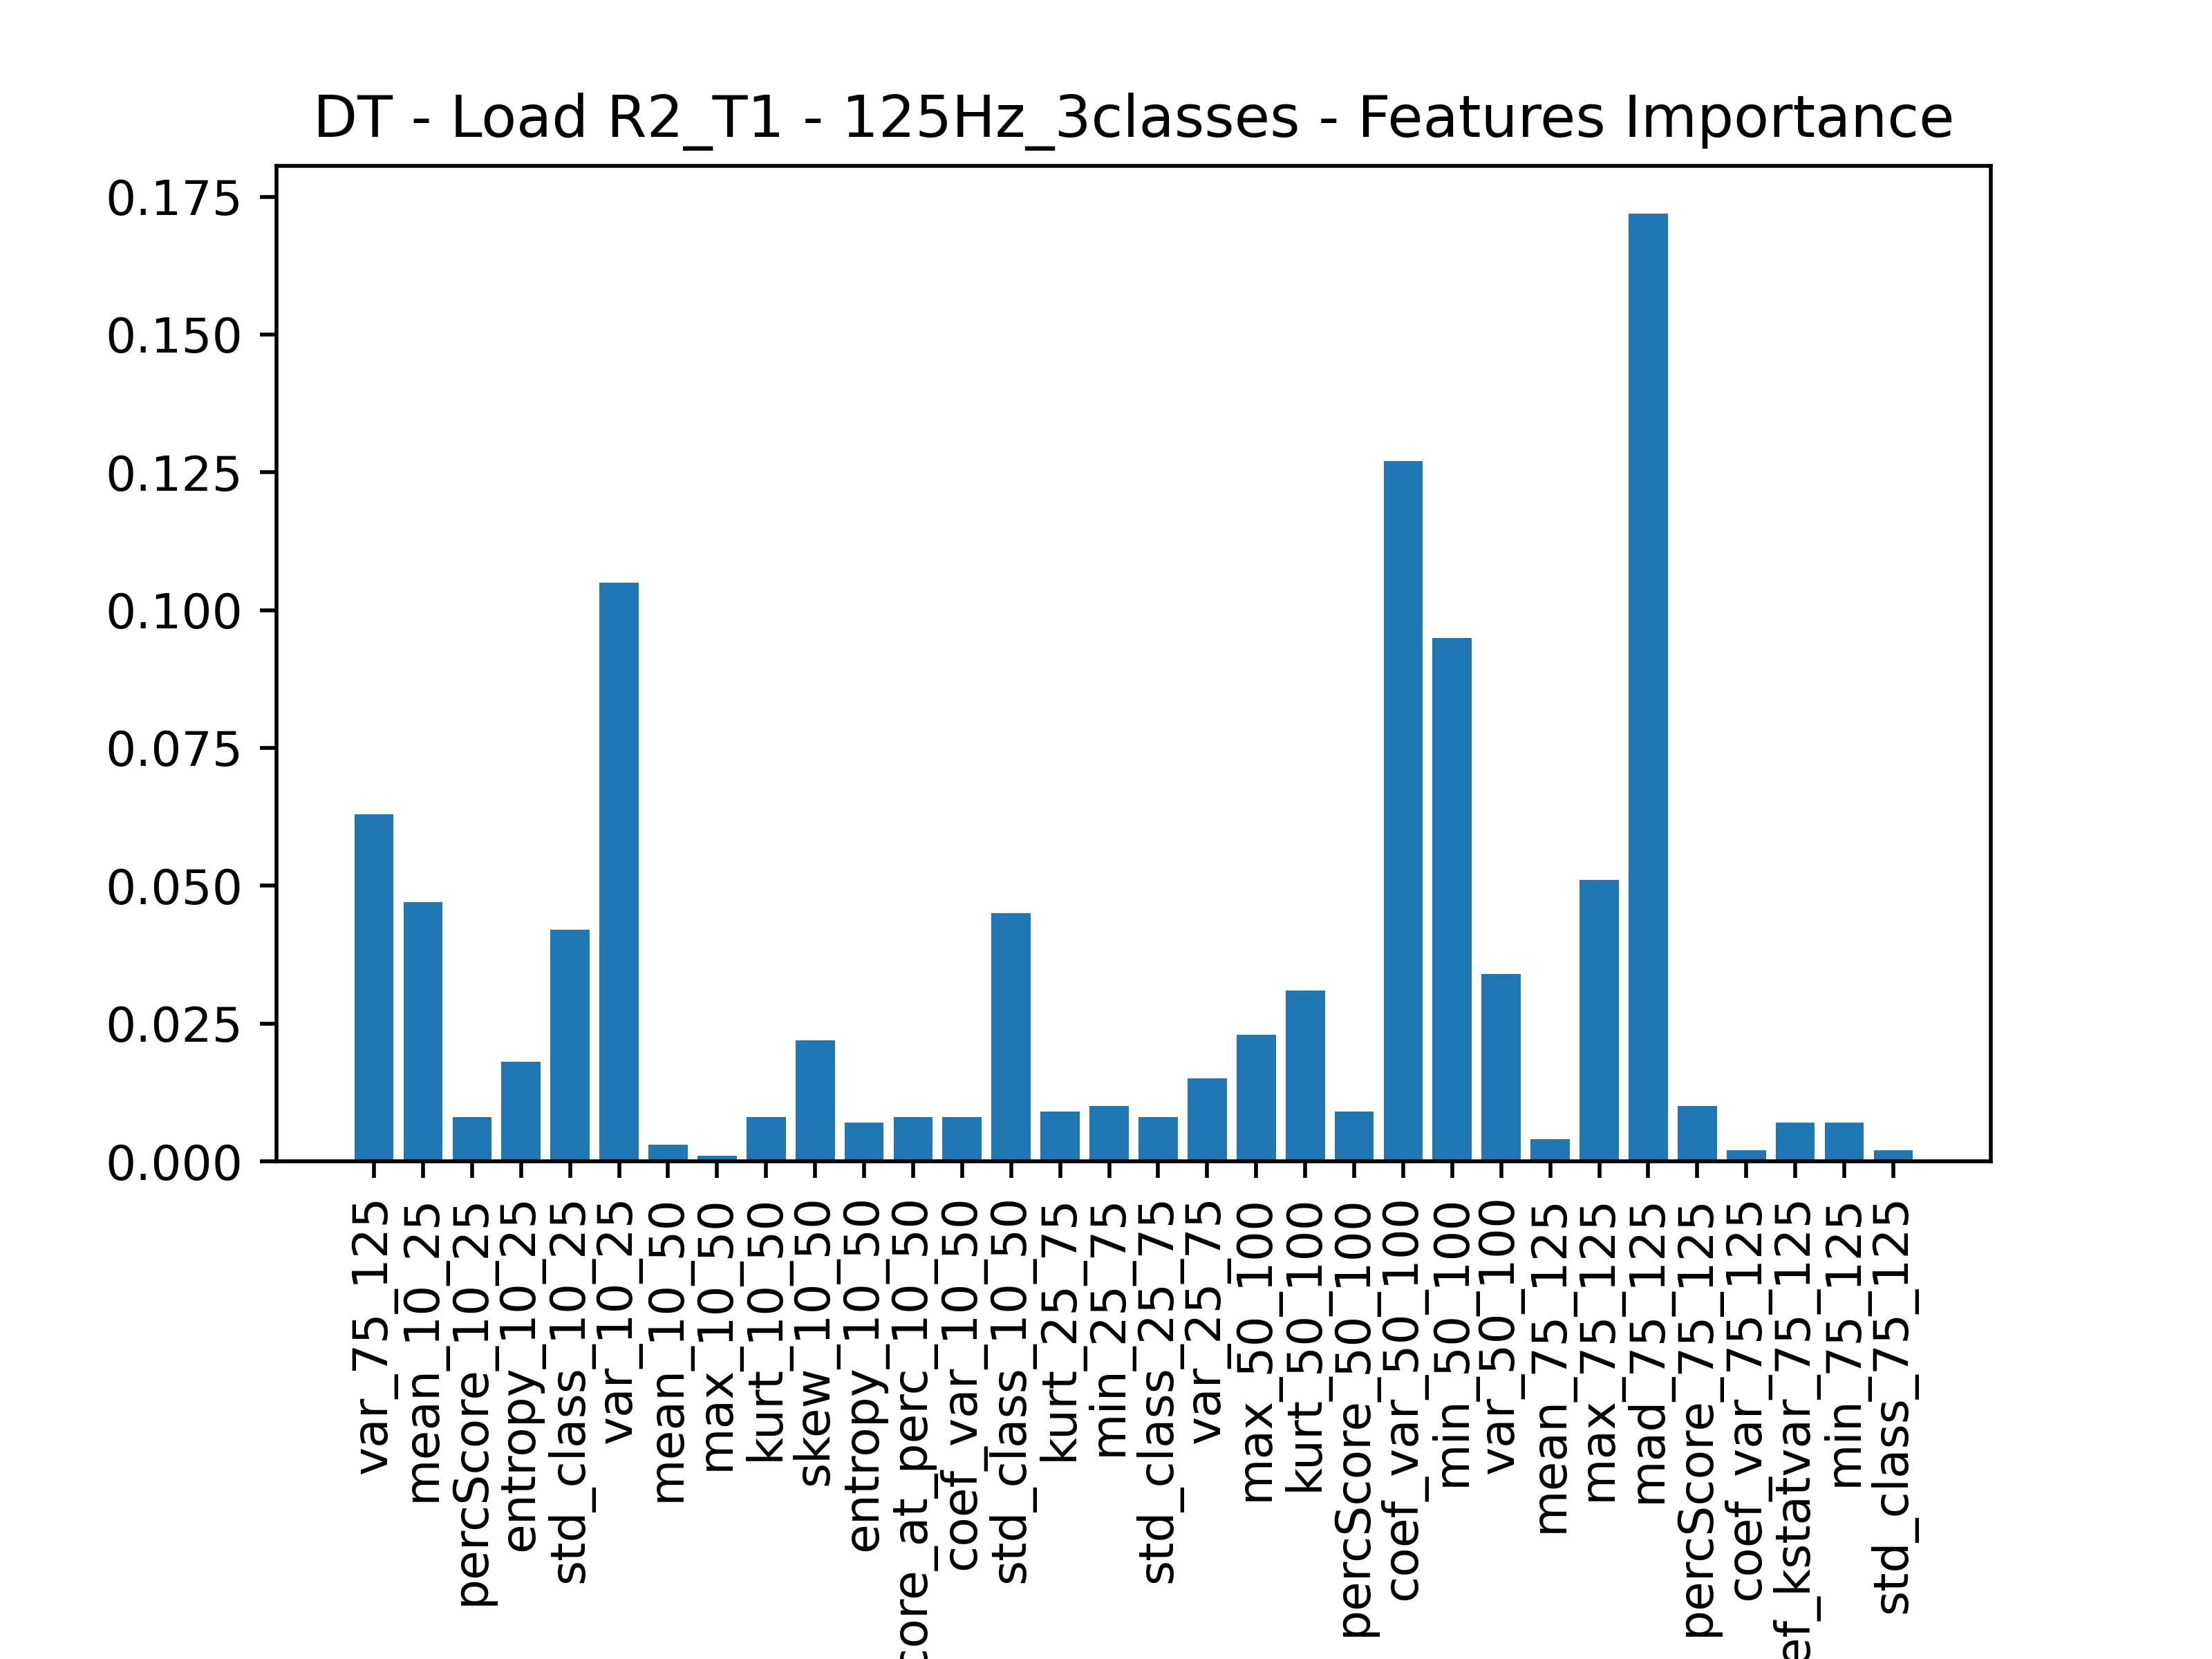 DT - Load R2_T1 - 125Hz_3classes - Features Importance
0.175
0.150
0.125
0.100
0.075
0.050
0.025
0.000
var_75_125
mean_10_25
percScore_10_25
entropy_10_25
std_class_10_25
var_10_25
mean_10_50
max_10_50
kurt_10_50
skew_10_50
entropy_10_50
core_at_perc_10_50
coef_var_10_50
std_class_10_50
kurt_25_75
min_25_75
std_class_25_75
var_25_75
max_50_100
kurt_50_100
percScore_50_100
coef_var_50_100
min_50_100
var_50_100
mean_75_125
max_75_125
mad_75_125
percScore_75_125
coef_var_75_125
ef_kstatvar_75_125
min_75_125
std_class_75_125